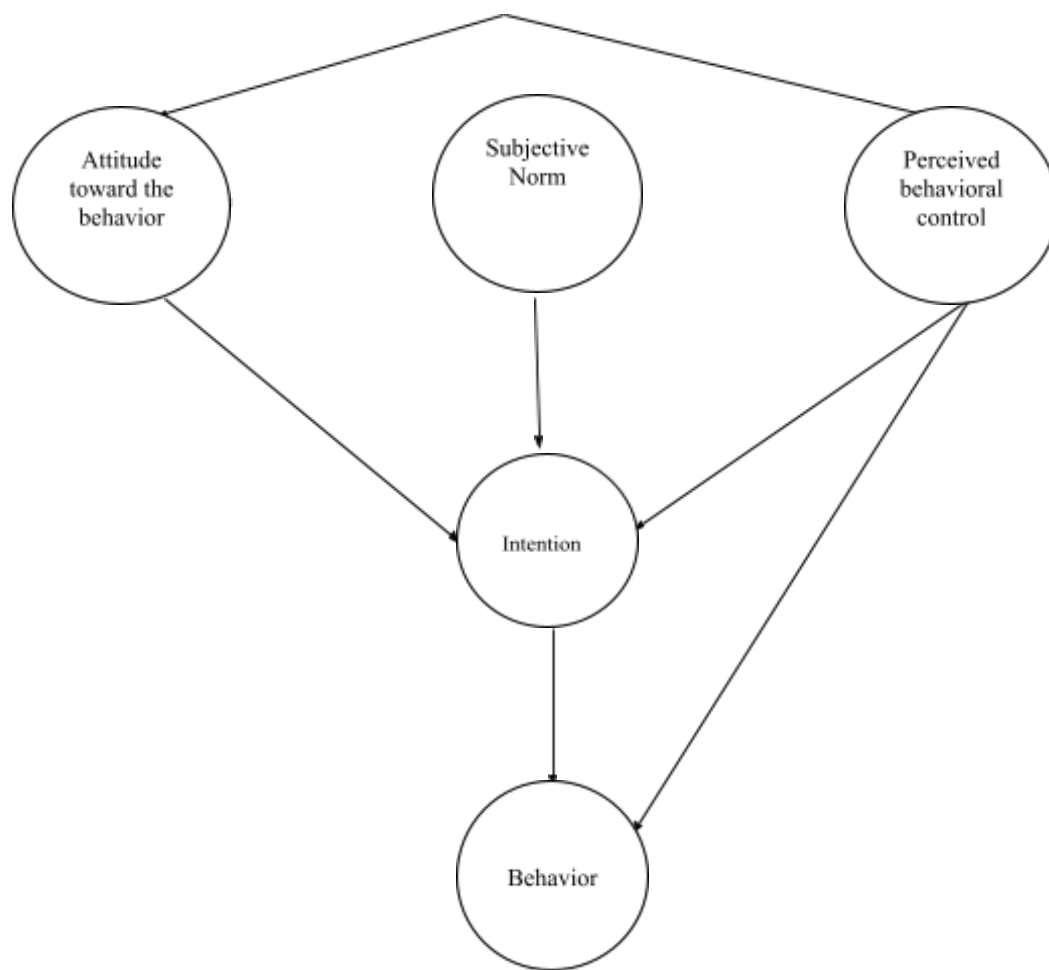 Attitude
toward the
behavior
Subjective
Norm
Perceived
behavioral
control
Intention
Behavior